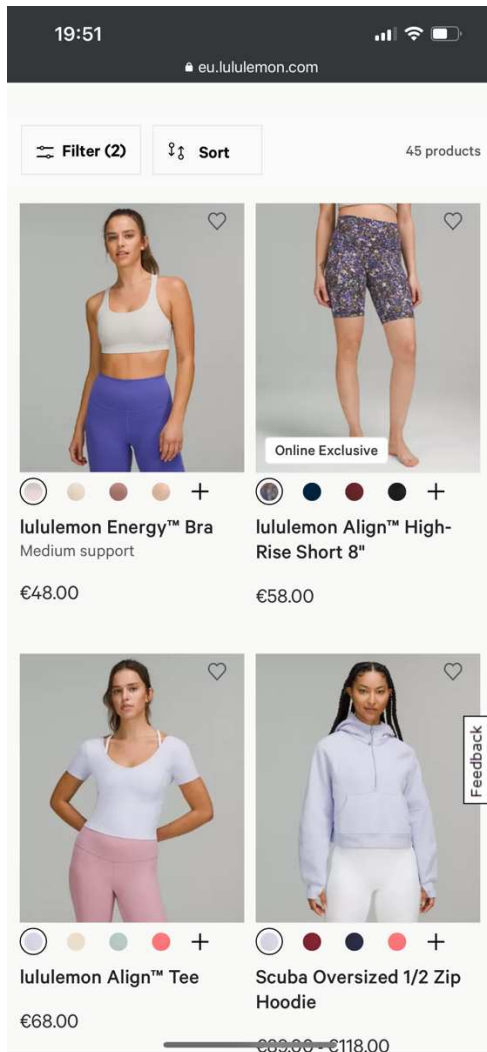 19:51
eu.lululemon.com
Filter (2)
Sort
45 products
Online Exclusive
lululemon Energy™ Bra
Medium support
€48.00
lululemon Align™ High-
Rise Short 8"
€58.00
Feedback
lululemon Align™ Tee
€68.00
Scuba Oversized 1/2 Zip
Hoodie
€89.00 - €118.00